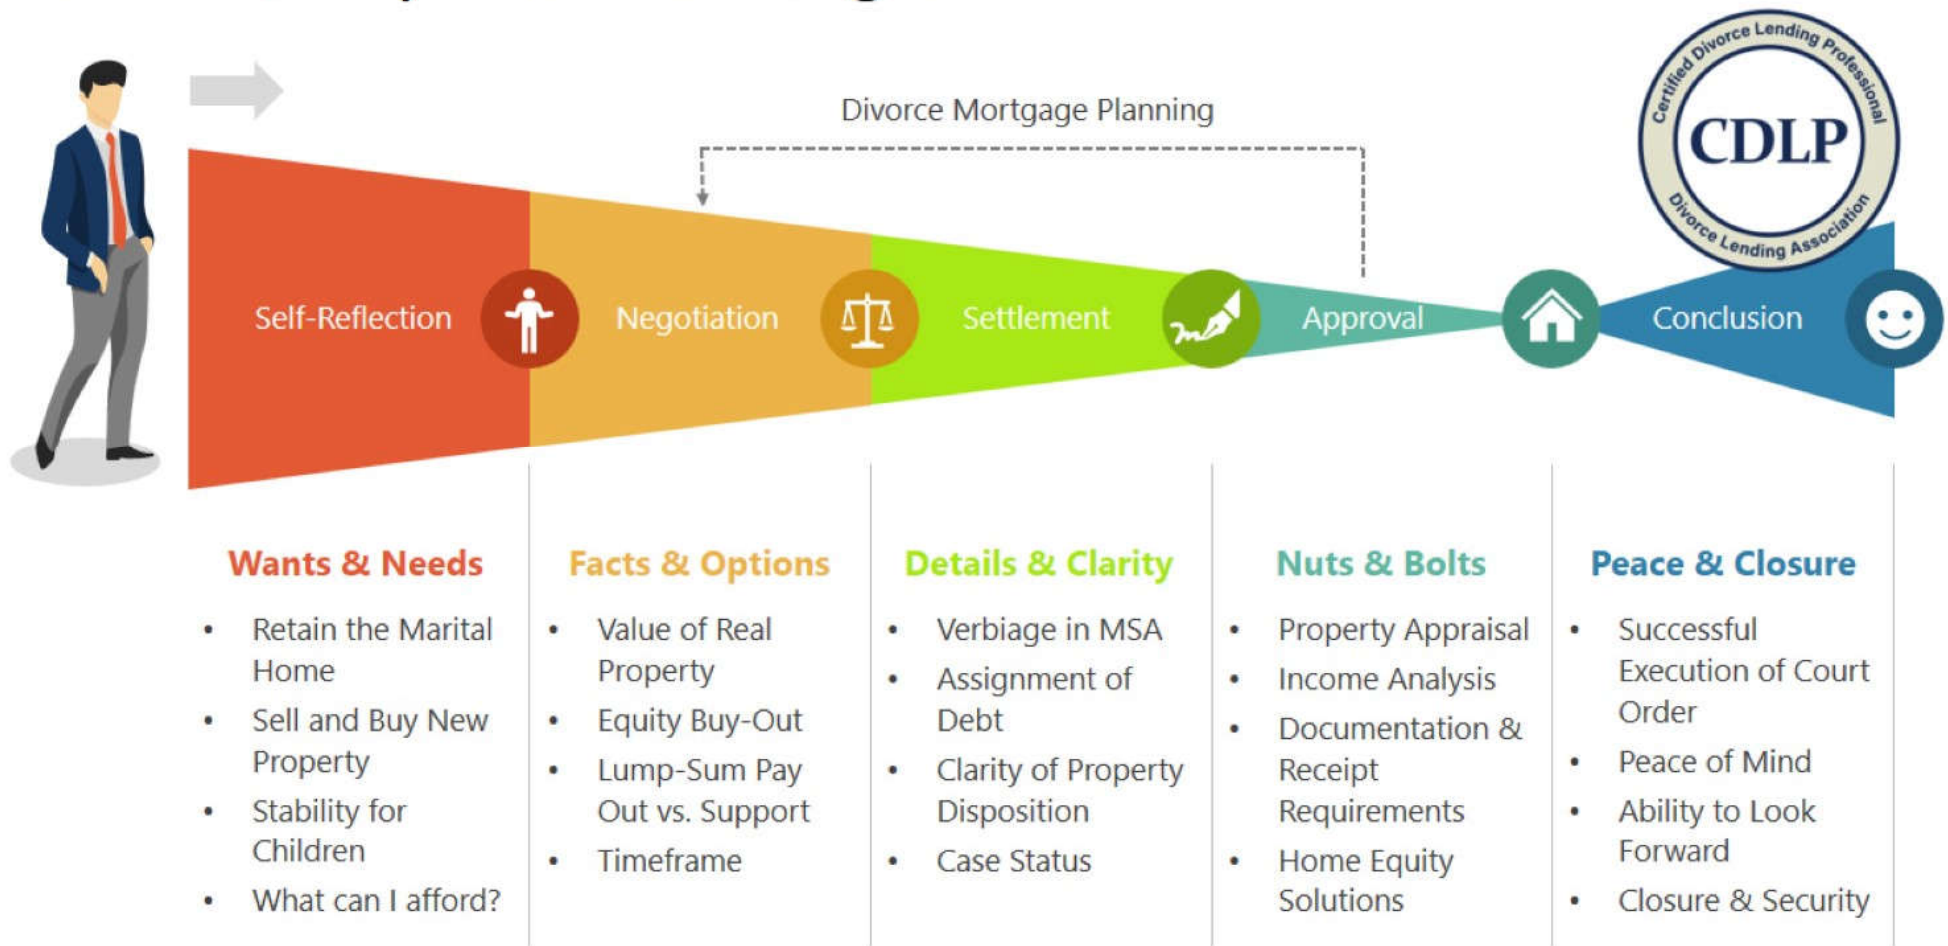 Divorce Mortgage Planning
Certified Divorce Lending Professional
CDLP
Divorce Lending Association
Self-Reflection
Negotiation
Settlement
Approval
Conclusion
Wants & Needs
• Retain the Marital
Home
• Sell and Buy New
Property
• Stability for
Children
• What can I afford?
Facts & Options
• Value of Real
Property
• Equity Buy-Out
• Lump-Sum Pay
Out vs. Support
• Timeframe
Details & Clarity
• Verbiage in MSA
• Assignment of
Debt
• Clarity of Property
Disposition
• Case Status
Nuts & Bolts
• Property Appraisal
• Income Analysis
• Documentation &
Receipt
Requirements
• Home Equity
Solutions
Peace & Closure
• Successful
Execution of Court
Order
• Peace of Mind
• Ability to Look
Forward
• Closure & Security